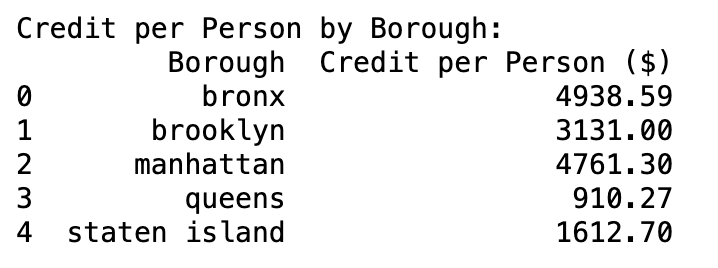 Credit per Person by Borough:
Borough Credit per Person ($)
0 bronx 4938.59
1 brooklyn 3131.00
2 manhattan 4761.30
3 queens 910.27
4 staten island 1612.70